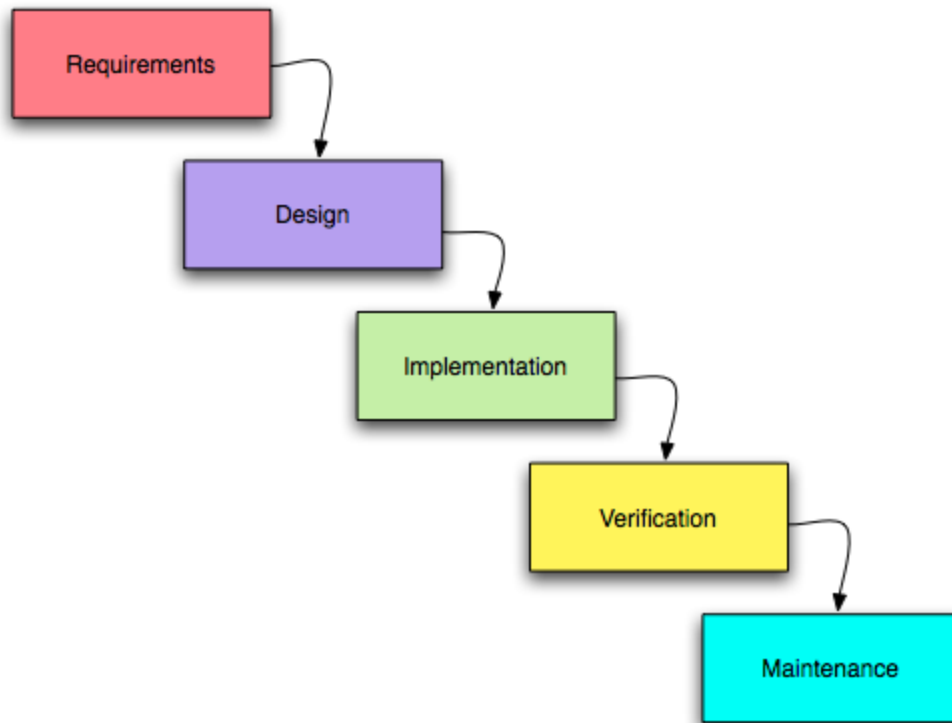 Requirements
Design
Implementation
Verification
Maintenance